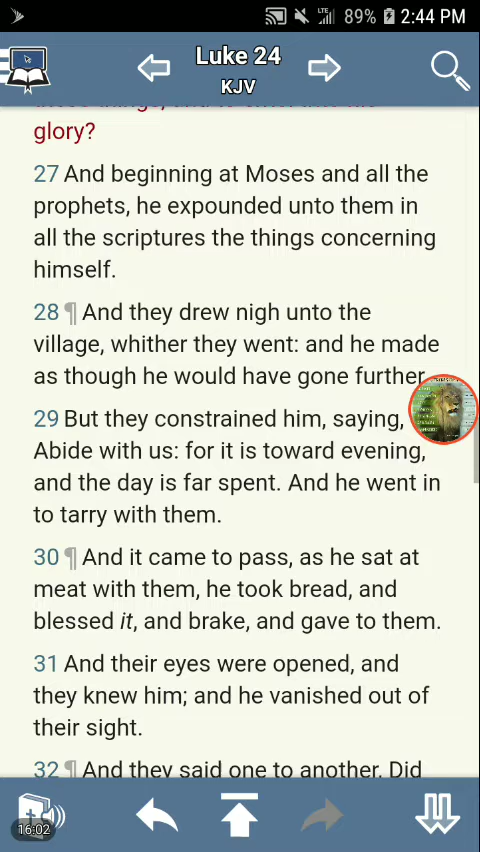 89% 2:44 PM
Luke 24
KJV
glory?
27 And beginning at Moses and all the
prophets, he expounded unto them in
all the scriptures the things concerning
himself.
28 ¶ And they drew nigh unto the
village, whither they went: and he made
as though he would have gone further.
29 But they constrained him, saying,
Abide with us: for it is toward evening,
and the day is far spent. And he went in
to tarry with them.
30 ¶ And it came to pass, as he sat at
meat with them, he took bread, and
blessed it, and brake, and gave to them.
31 And their eyes were opened, and
they knew him; and he vanished out of
their sight.
32 ¶ And they said one to another, Did
16:02